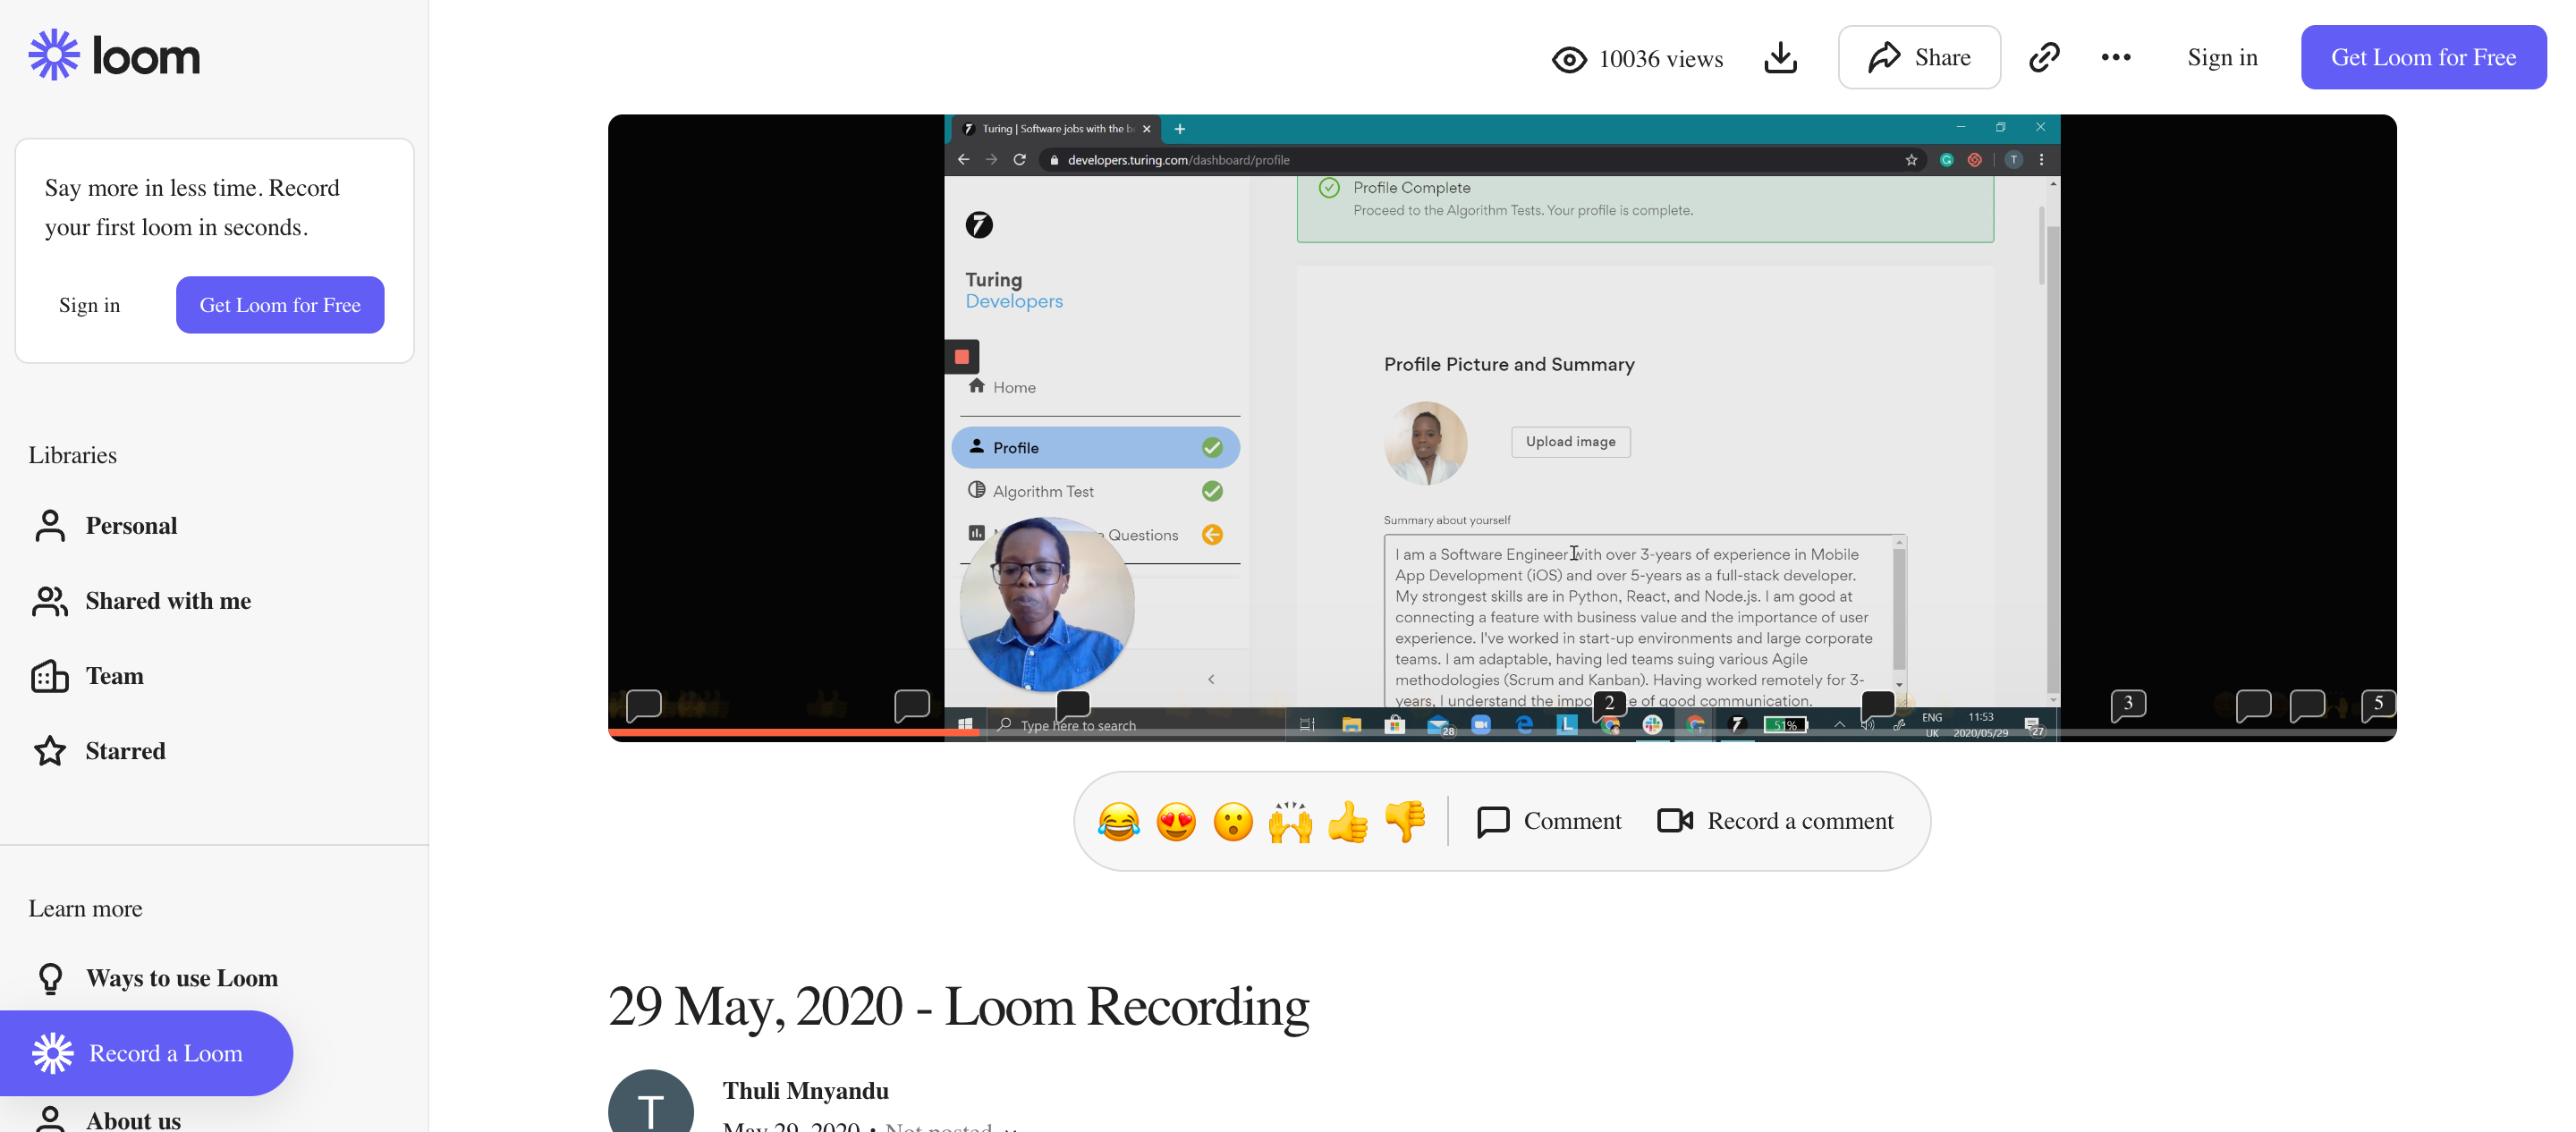 loom
10036 views
Share
Sign in
Get Loom for Free
Say more in less time. Record
your first loom in seconds.
Sign in
Get Loom for Free
Libraries
Personal
Shared with me
Team
Starred
Learn more
Ways to use Loom
Record a Loom
About us
Turing | Software jobs with the b
developers.turing.com/dashboard/profile
T
Profile Complete
Proceed to the Algorithm Tests. Your profile is complete.
Turing
Developers
Home
Profile
Algorithm Test
Questions
Profile Picture and Summary
Upload image
Summary about yourself
I am a Software Engineer with over 3-years of experience in Mobile
App Development (iOS) and over 5-years as a full-stack developer.
My strongest skills are in Python, React, and Node.js. I am good at
connecting a feature with business value and the importance of user
experience. I've worked in start-up environments and large corporate
teams. I am adaptable, having led teams suing various Agile
methodologies (Scrum and Kanban). Having worked remotely for 3-
years, I understand the of good communication.
2
3
5
Type here to search
28
L
51%
ENG
UK
11:53
2020/05/29
27
Comment
Record a comment
29 May, 2020 - Loom Recording
T
Thuli Mnyandu
May 29, 2020 • Not posted